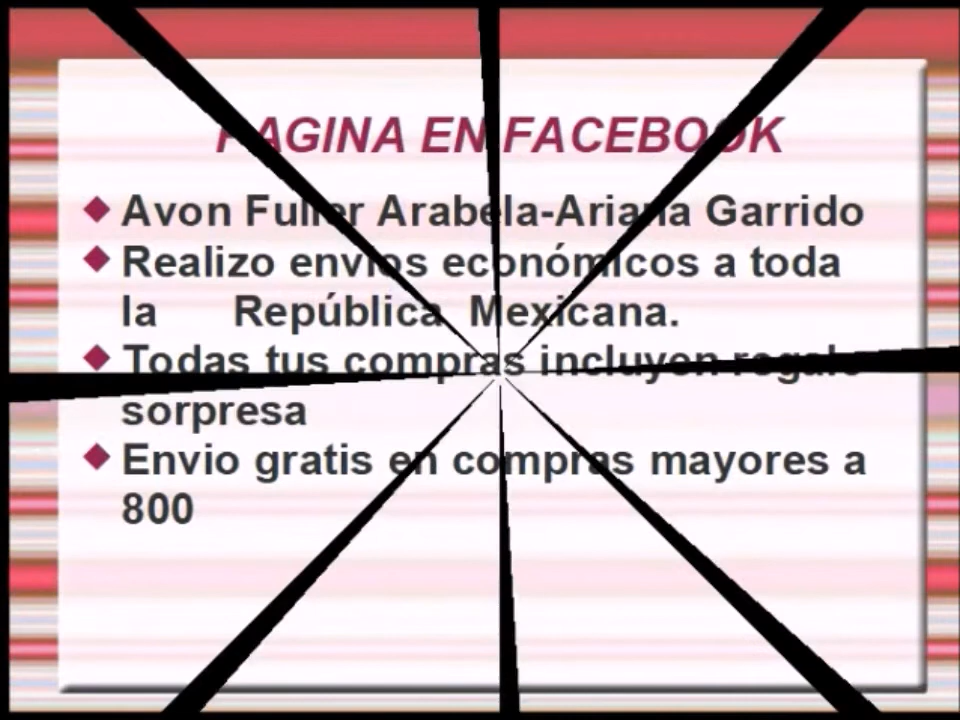 PAGINA EN FACEBOOK
Avon Fuller Arabela-Ariana Garrido
Realizo envios económicos a toda
la República Mexicana.
Todas tus compras incluyen regalo
sorpresa
Envio gratis en compras mayores a
800